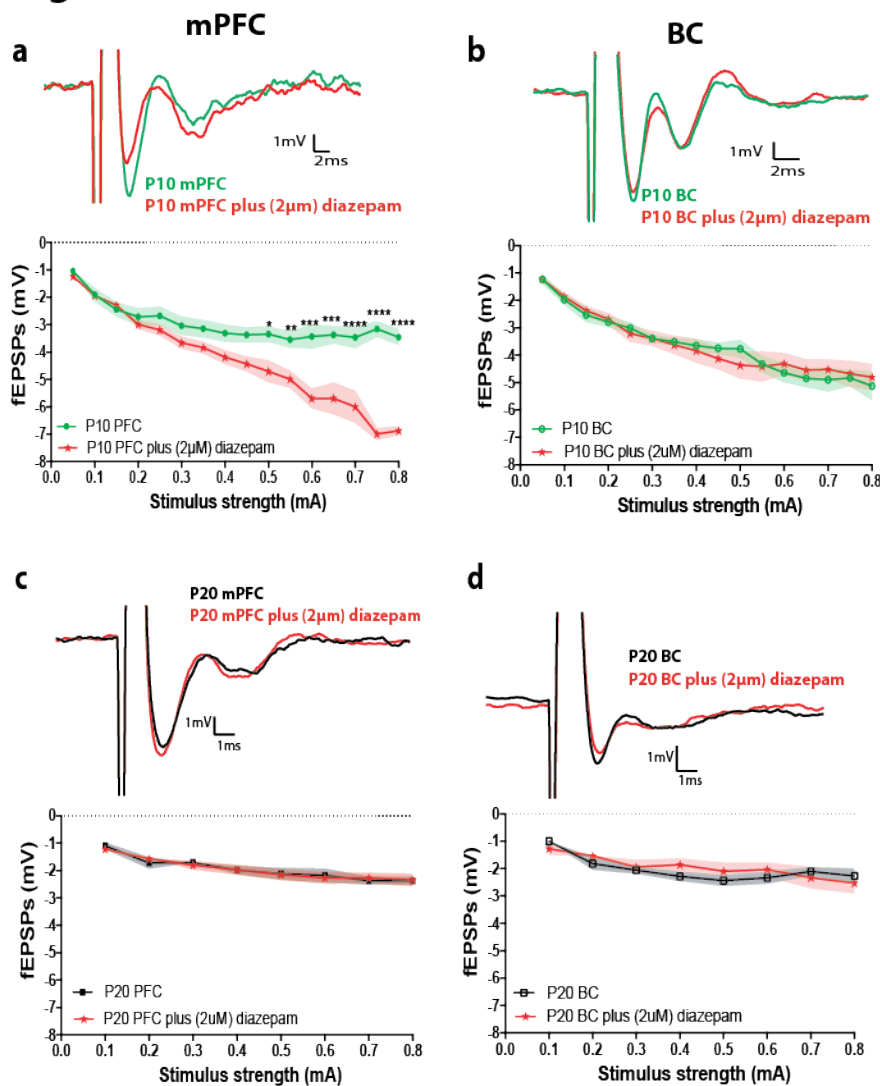 mPFC
BC
a
b
1mV
2ms
P10 mPFC
P10 mPFC plus (2μm) diazepam
1mV
2ms
P10 BC
P10 BC plus (2μm) diazepam
0
-1
-2
-3
-4
-5
-6
-7
-8
fEPSPs (mV)
* ** *** *** **** **** ****
P10 PFC
P10 PFC plus (2μM) diazepam
0.0 0.1 0.2 0.3 0.4 0.5 0.6 0.7 0.8
Stimulus strength (mA)
0
-1
-2
-3
-4
-5
-6
-7
-8
fEPSPs (mV)
P10 BC
P10 BC plus (2uM) diazepam
0.0 0.1 0.2 0.3 0.4 0.5 0.6 0.7 0.8
Stimulus strength (mA)
c
d
P20 mPFC
P20 mPFC plus (2μm) diazepam
1mV
1ms
P20 BC
P20 BC plus (2μm) diazepam
1mV
1ms
0
-1
-2
-3
-4
-5
-6
-7
-8
fEPSPs (mV)
P20 PFC
P20 PFC plus (2uM) diazepam
0.0 0.1 0.2 0.3 0.4 0.5 0.6 0.7 0.8
Stimulus strength (mA)
0
-1
-2
-3
-4
-5
-6
-7
-8
fEPSPs (mV)
P20 BC
P20 BC plus (2uM) diazepam
0.0 0.1 0.2 0.3 0.4 0.5 0.6 0.7 0.8
Stimulus strength (mA)